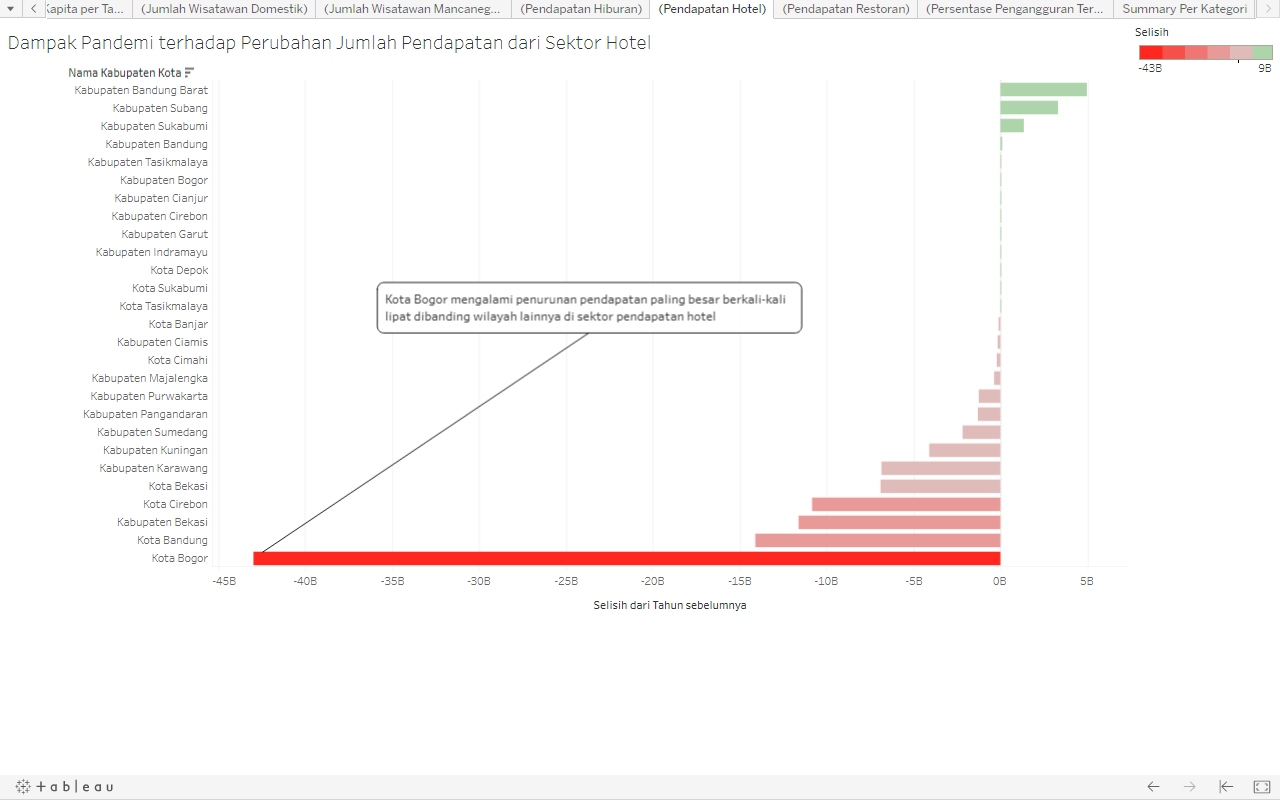 Kapita per Ta...
(Jumlah Wisatawan Domestik)
(Jumlah Wisatawan Mancaneg...
(Pendapatan Hiburan)
(Pendapatan Hotel)
(Pendapatan Restoran)
(Persentase Pengangguran Ter...
Summary Per Kategori
Dampak Pandemi terhadap Perubahan Jumlah Pendapatan dari Sektor Hotel
Selisih
-43B 9B
Nama Kabupaten Kota
Kabupaten Bandung Barat
Kabupaten Subang
Kabupaten Sukabumi
Kabupaten Bandung
Kabupaten Tasikmalaya
Kabupaten Bogor
Kabupaten Cianjur
Kabupaten Cirebon
Kabupaten Garut
Kabupaten Indramayu
Kota Depok
Kota Sukabumi
Kota Tasikmalaya
Kota Banjar
Kabupaten Ciamis
Kota Cimahi
Kabupaten Majalengka
Kabupaten Purwakarta
Kabupaten Pangandaran
Kabupaten Sumedang
Kabupaten Kuningan
Kabupaten Karawang
Kota Bekasi
Kota Cirebon
Kabupaten Bekasi
Kota Bandung
Kota Bogor
Kota Bogor mengalami penurunan pendapatan paling besar berkali-kali
lipat dibanding wilayah lainnya di sektor pendapatan hotel
-45B -40B -35B -30B -25B -20B -15B -10B -5B 0B 5B
Selisih dari Tahun sebelumnya
+ableau